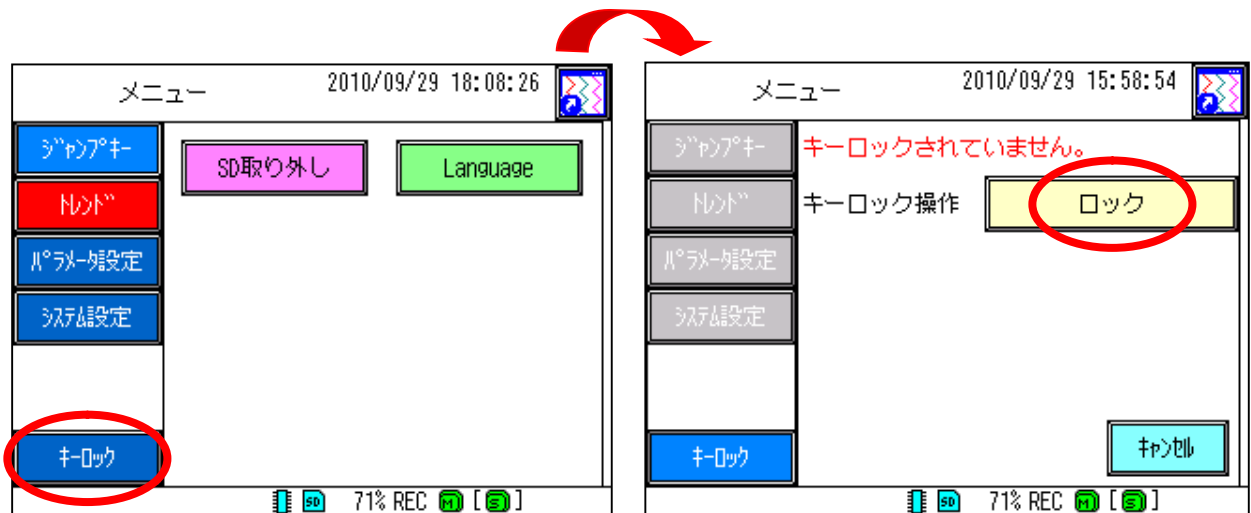 メニュー 2010/09/29 18:08:26
ｼﾞｬﾝﾌﾟｷｰ
SD取り外し Language
ﾄﾚﾝﾄﾞ
ﾊﾟﾗﾒｰﾀ設定
ｼｽﾃﾑ設定
ｷｰﾛｯｸ
SD 71% REC M [S]
メニュー 2010/09/29 15:58:54
ｼﾞｬﾝﾌﾟｷｰ キーロックされていません。
ﾄﾚﾝﾄﾞ キーロック操作 ロック
ﾊﾟﾗﾒｰﾀ設定
ｼｽﾃﾑ設定
ｷｰﾛｯｸ ｷｬﾝｾﾙ
SD 71% REC M [S]